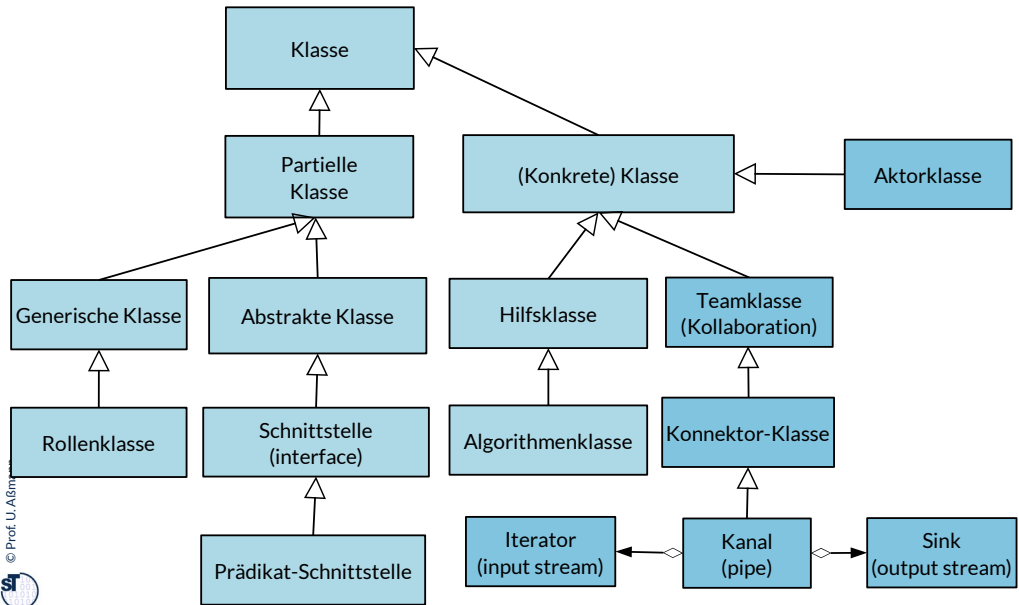 Klasse
Partielle
Klasse
(Konkrete) Klasse
Aktorklasse
Generische Klasse
Abstrakte Klasse
Hilfsklasse
Teamklasse
(Kollaboration)
Rollenklasse
Schnittstelle
(interface)
Algorithmenklasse
Konnektor-Klasse
Prädikat-Schnittstelle
Iterator
(input stream)
Kanal
(pipe)
Sink
(output stream)
© Prof. U. Aßmann
ST